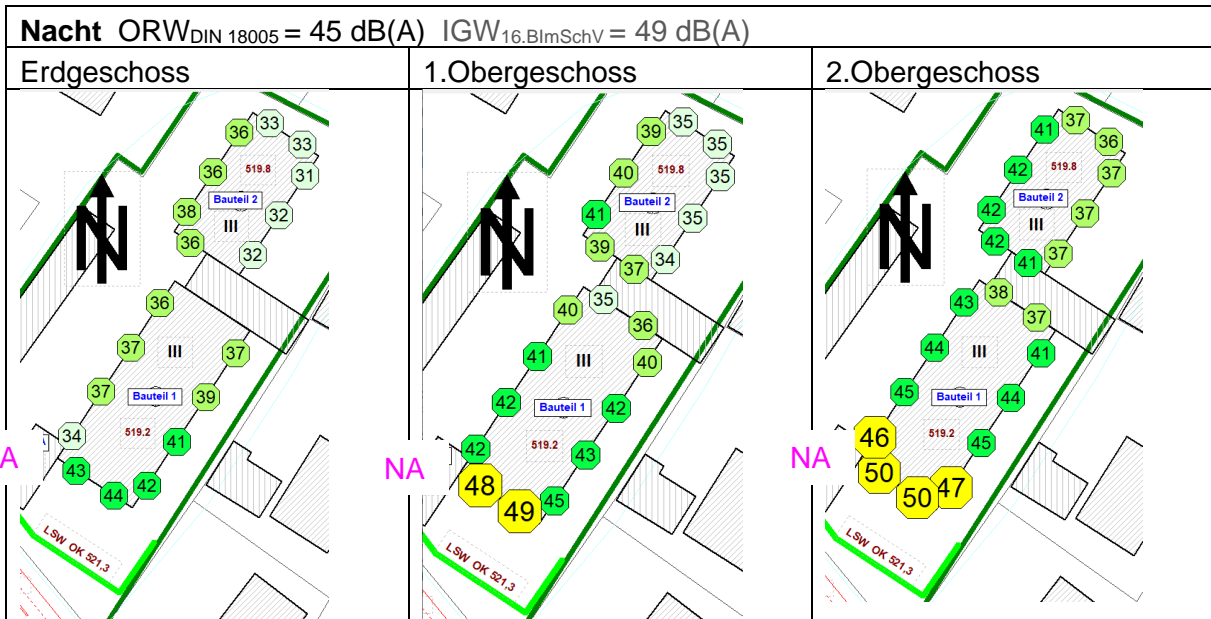 Nacht ORW DIN 18005 = 45 dB(A) IGW 16.BImSchV = 49 dB(A)
Erdgeschoss
33
36
33
519.8
36
31
Bauteil 2
38
32
III
36
32
N
36
37
III
37
37
Bauteil 1
39
34
519.2
41
A
43
42
44
LSW OK 521,3
1.Obergeschoss
35
39
35
519.8
40
35
Bauteil 2
41
35
III
39
34
37
N
35
40
36
41
III
40
42
Bauteil 1
42
42
519.2
43
NA
48
45
49
LSW OK 521,3
2.Obergeschoss
37
41
36
519.8
42
37
Bauteil 2
42
37
III
42
37
41
N
38
43
37
44
III
41
45
Bauteil 1
44
46
519.2
45
NA
50
47
50
LSW OK 521,3